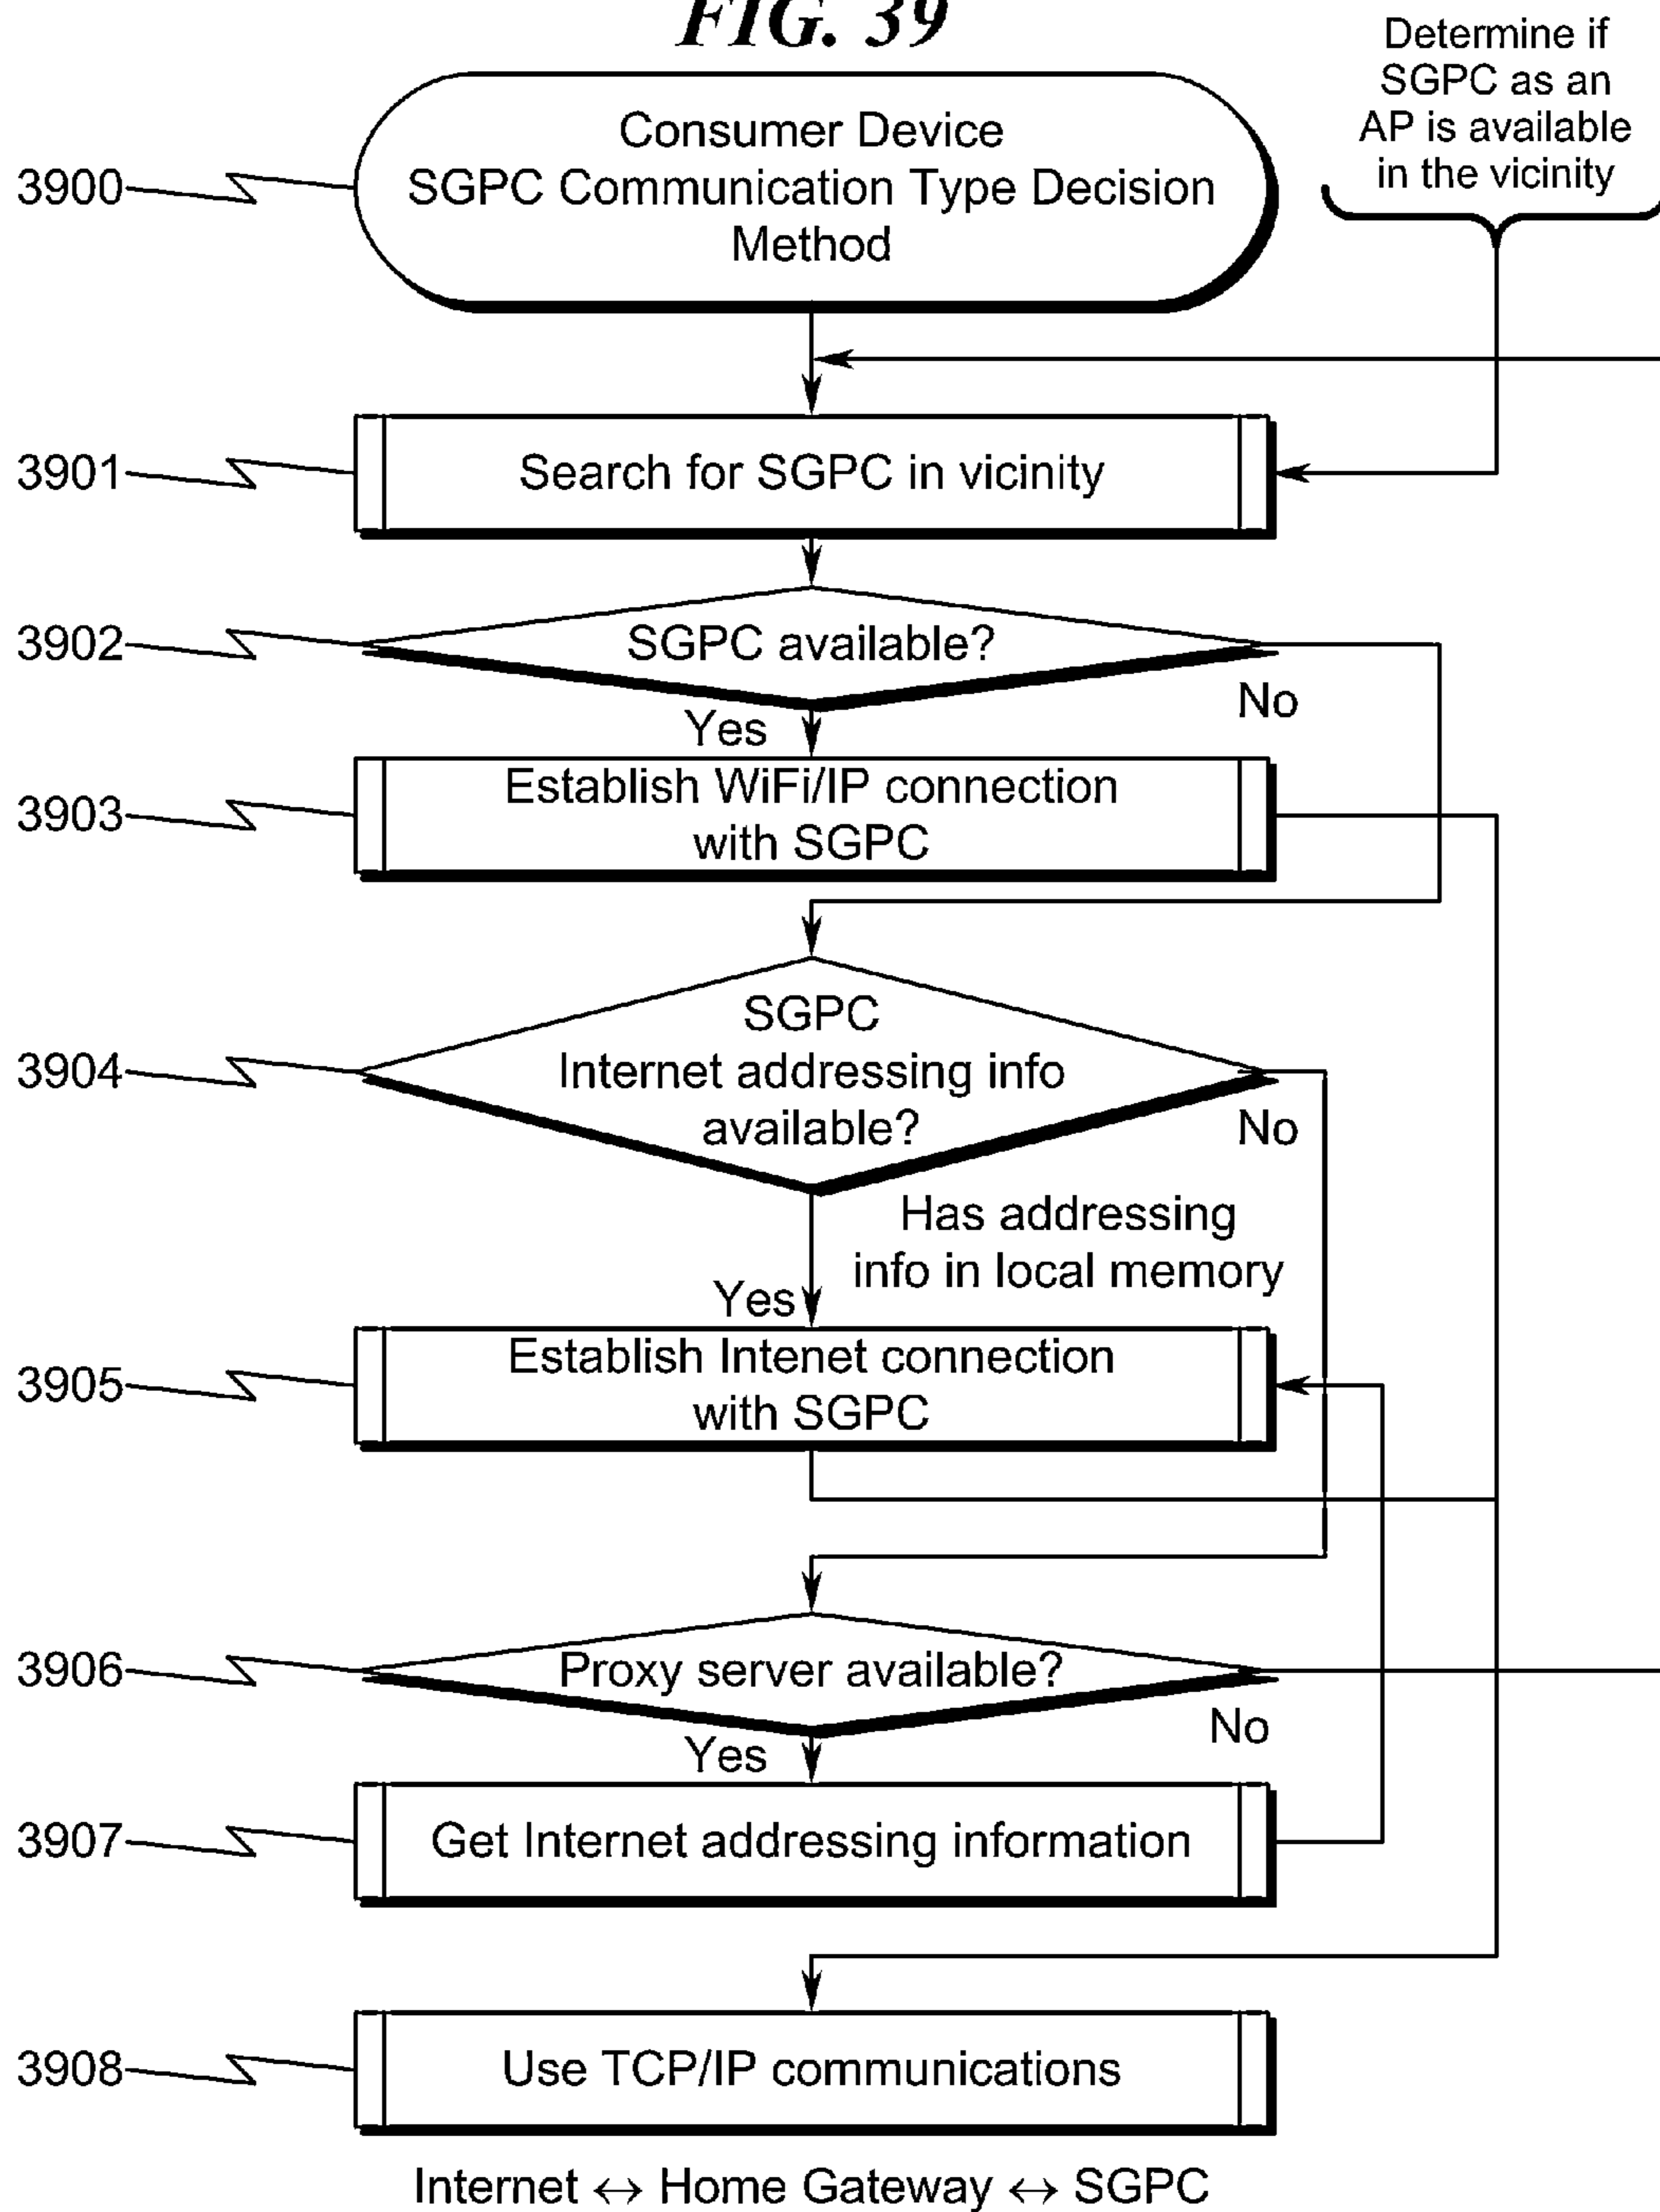 FIG. 39
Determine if
SGPC as an
AP is available
in the vicinity
3900
Consumer Device
SGPC Communication Type Decision
Method
3901
Search for SGPC in vicinity
3902
SGPC available?
No
Yes
3903
Establish WiFi/IP connection
with SGPC
3904
SGPC
Internet addressing info
available?
No
Has addressing
info in local memory
Yes
3905
Establish Intenet connection
with SGPC
3906
Proxy server available?
No
Yes
3907
Get Internet addressing information
3908
Use TCP/IP communications
Internet ↔ Home Gateway ↔ SGPC